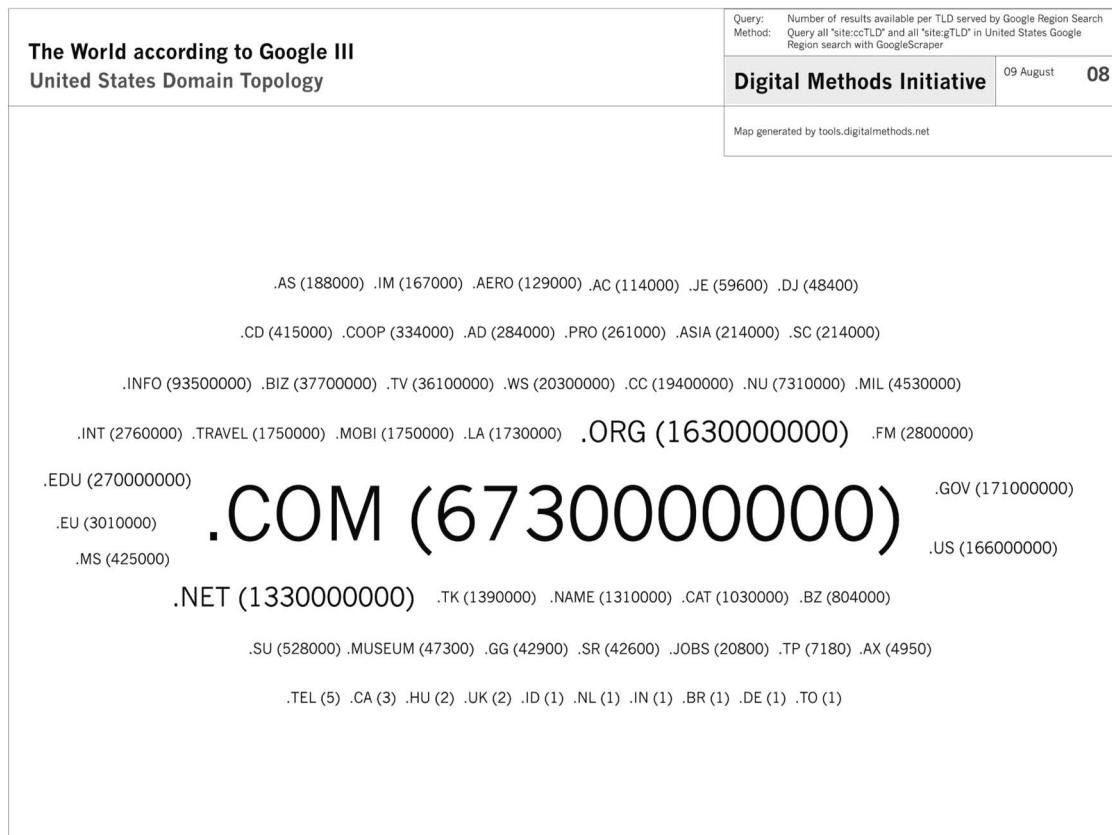 The World according to Google III
United States Domain Topology
Query: Number of results available per TLD served by Google Region Search
Method: Query all "site:ccTLD" and all "site:gTLD" in United States Google
Region search with GoogleScraper
Digital Methods Initiative
09 August 08
Map generated by tools.digitalmethods.net
.AS (188000) .IM (167000) .AERO (129000) .AC (114000) .JE (59600) .DJ (48400)
.CD (415000) .COOP (334000) .AD (284000) .PRO (261000) .ASIA (214000) .SC (214000)
.INFO (93500000) .BIZ (37700000) .TV (36100000) .WS (20300000) .CC (19400000) .NU (7310000) .MIL (4530000)
.INT (2760000) .TRAVEL (1750000) .MOBI (1750000) .LA (1730000) .ORG (1630000000) .FM (2800000)
.EDU (270000000)
.EU (3010000)
.MS (425000)
.COM (6730000000)
.GOV (171000000)
.US (166000000)
.NET (1330000000) .TK (1390000) .NAME (1310000) .CAT (1030000) .BZ (804000)
.SU (528000) .MUSEUM (47300) .GG (42900) .SR (42600) .JOBS (20800) .TP (7180) .AX (4950)
.TEL (5) .CA (3) .HU (2) .UK (2) .ID (1) .NL (1) .IN (1) .BR (1) .DE (1) .TO (1)